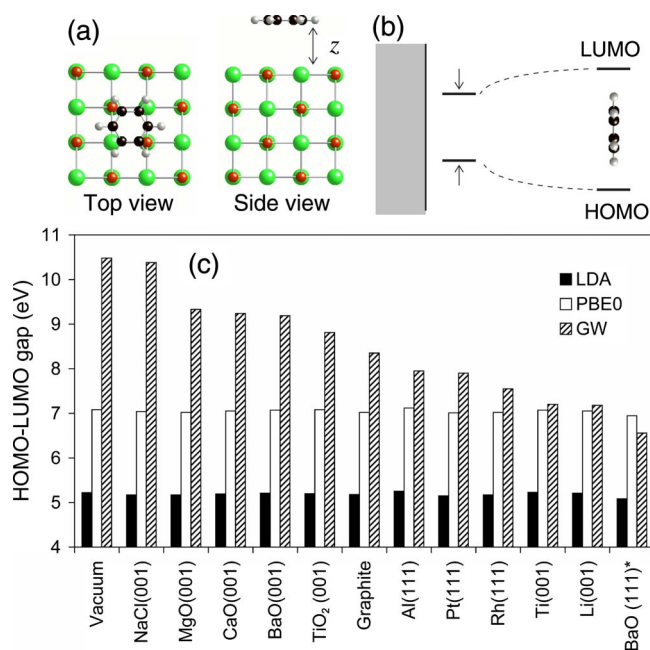 (a)
z
Top view
Side view
(b)
LUMO
HOMO
(c)
HOMO-LUMO gap (eV)
11
10
9
8
7
6
5
4
LDA
PBE0
GW
Vacuum
NaCl(001)
MgO(001)
CaO(001)
BaO(001)
TiO₂ (001)
Graphite
Al(111)
Pt(111)
Rh(111)
Ti(001)
Li(001)
BaO (111)*